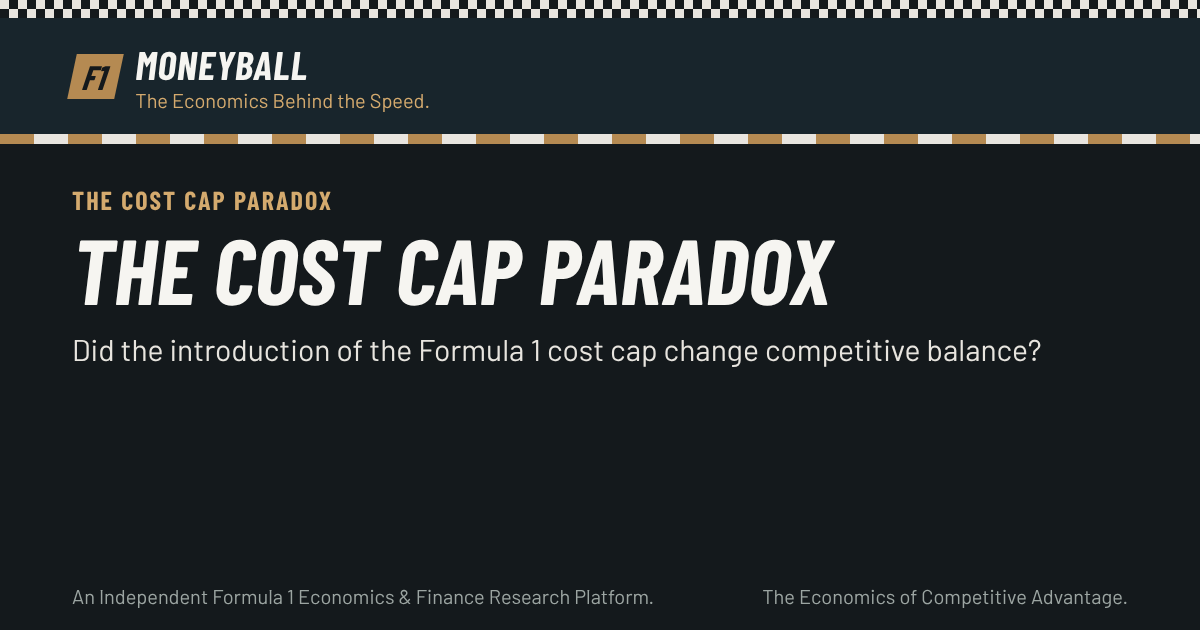 F1
MONEYBALL
The Economics Behind the Speed.
THE COST CAP PARADOX
THE COST CAP PARADOX
Did the introduction of the Formula 1 cost cap change competitive balance?
An Independent Formula 1 Economics & Finance Research Platform.
The Economics of Competitive Advantage.